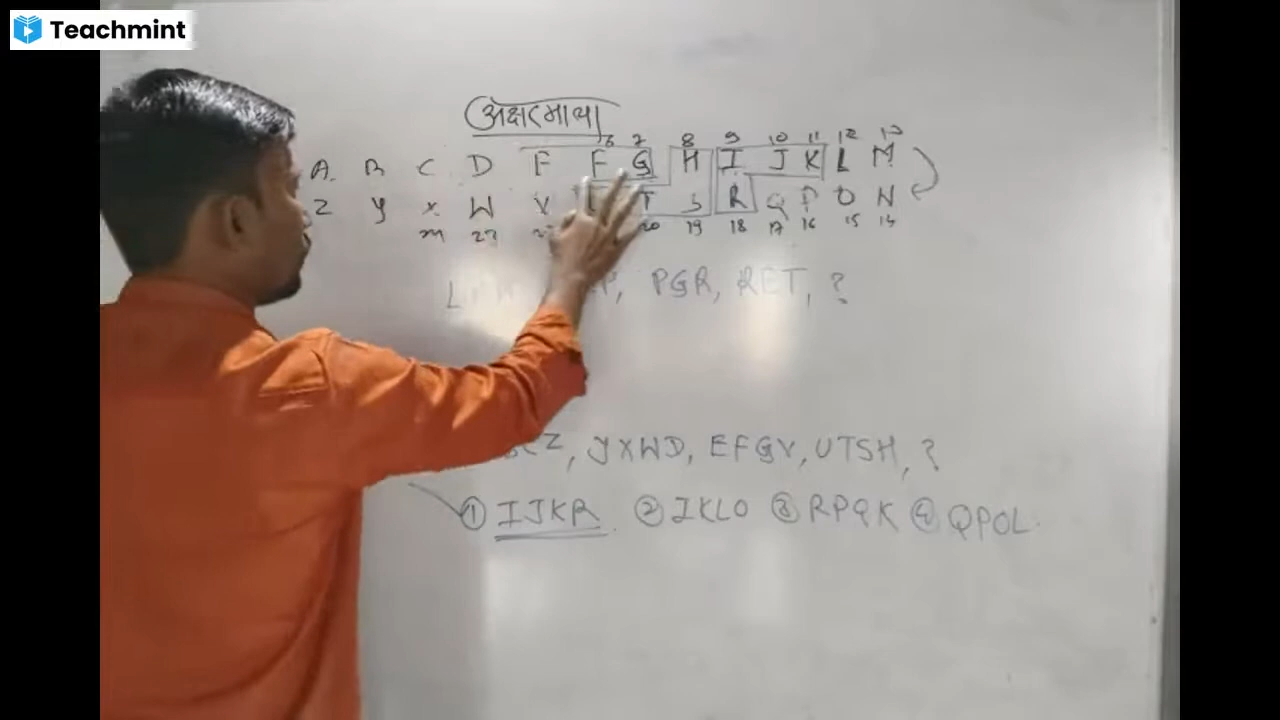 Teachmint
अक्षरमाला
6 7 8 9 10 11 12 13
A B C D E F G H I J K L M
Z Y X W V T S R Q P O N
20 19 18 17 16 15 14
PGR, RET, ?
YXWD, EFGV, UTSH, ?
① IJKR ② IKLO ③ RPQK ④ QPOL